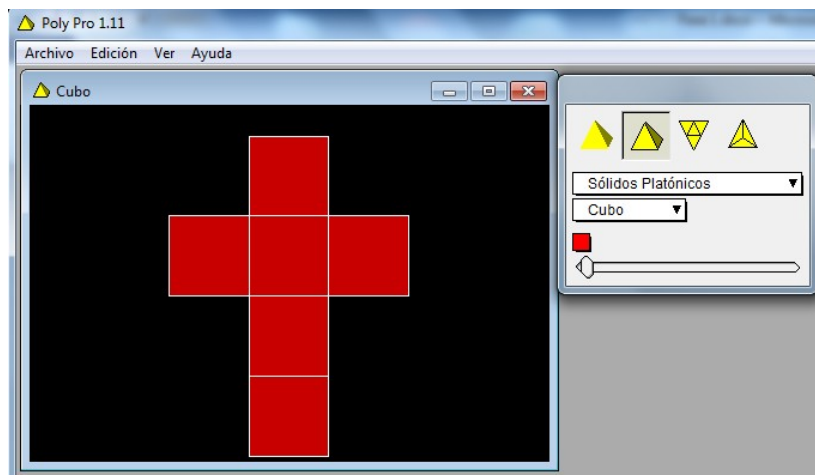 Poly Pro 1.11
Archivo Edición Ver Ayuda
Cubo
Sólidos Platónicos
Cubo